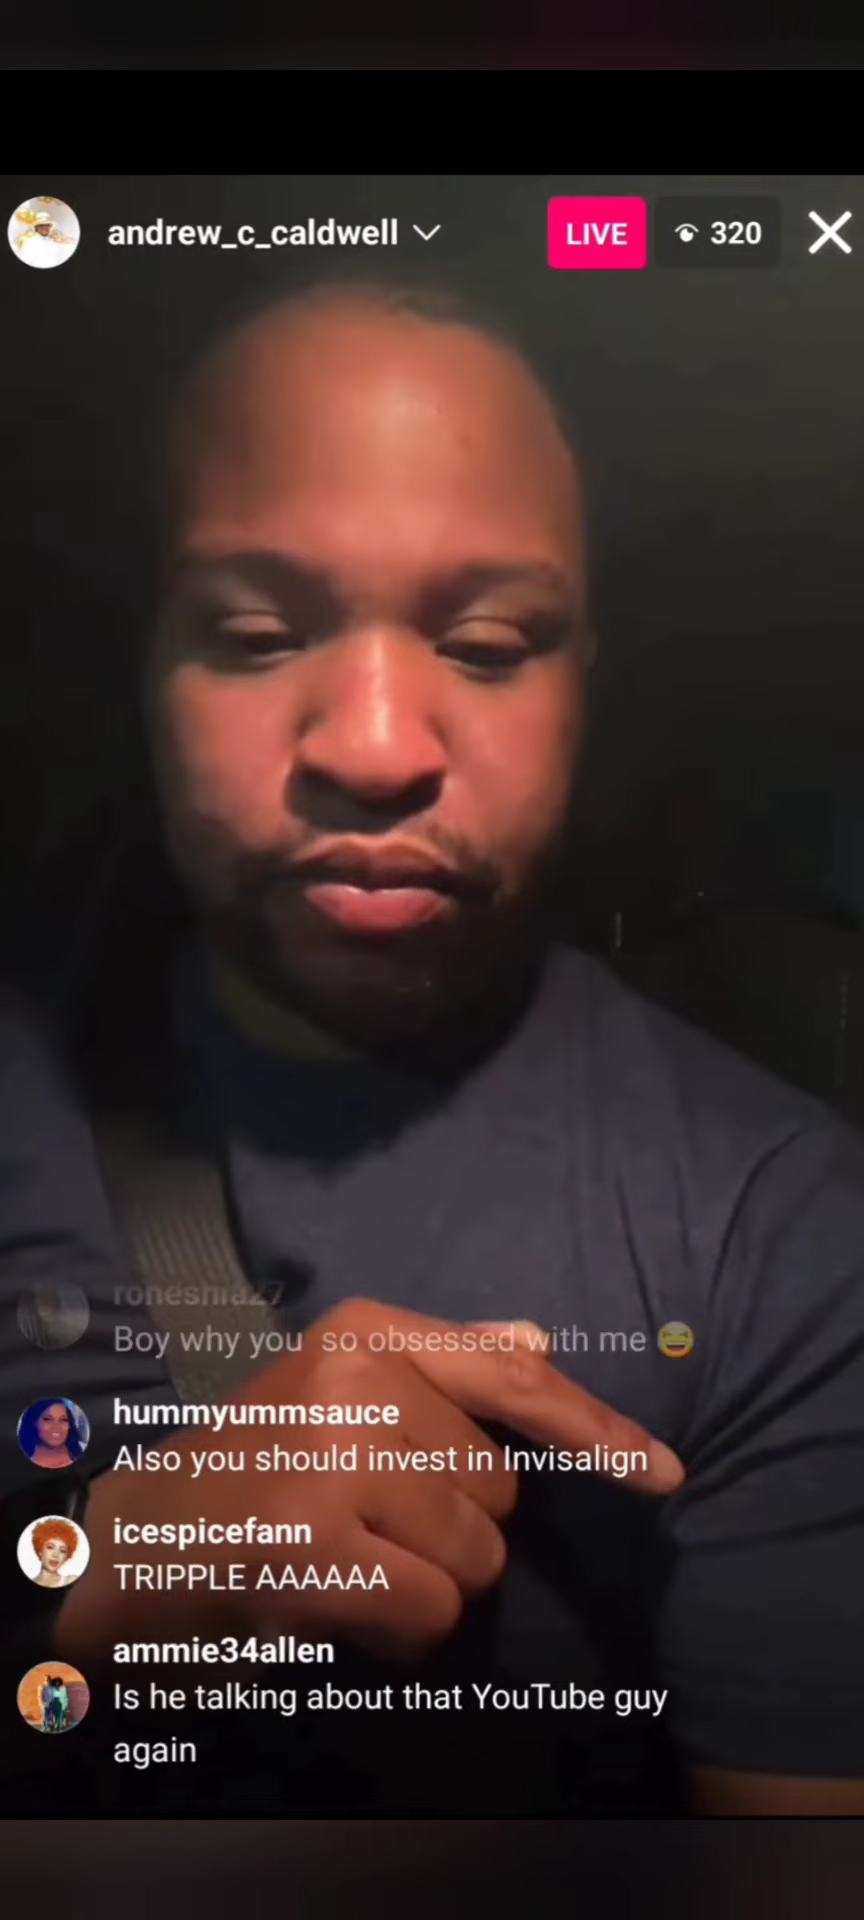 andrew_c_caldwell
LIVE
320
roneshia27
Boy why you so obsessed with me 😆
hummyummsauce
Also you should invest in Invisalign
icespicefann
TRIPPLE AAAAAA
ammie34allen
Is he talking about that YouTube guy
again